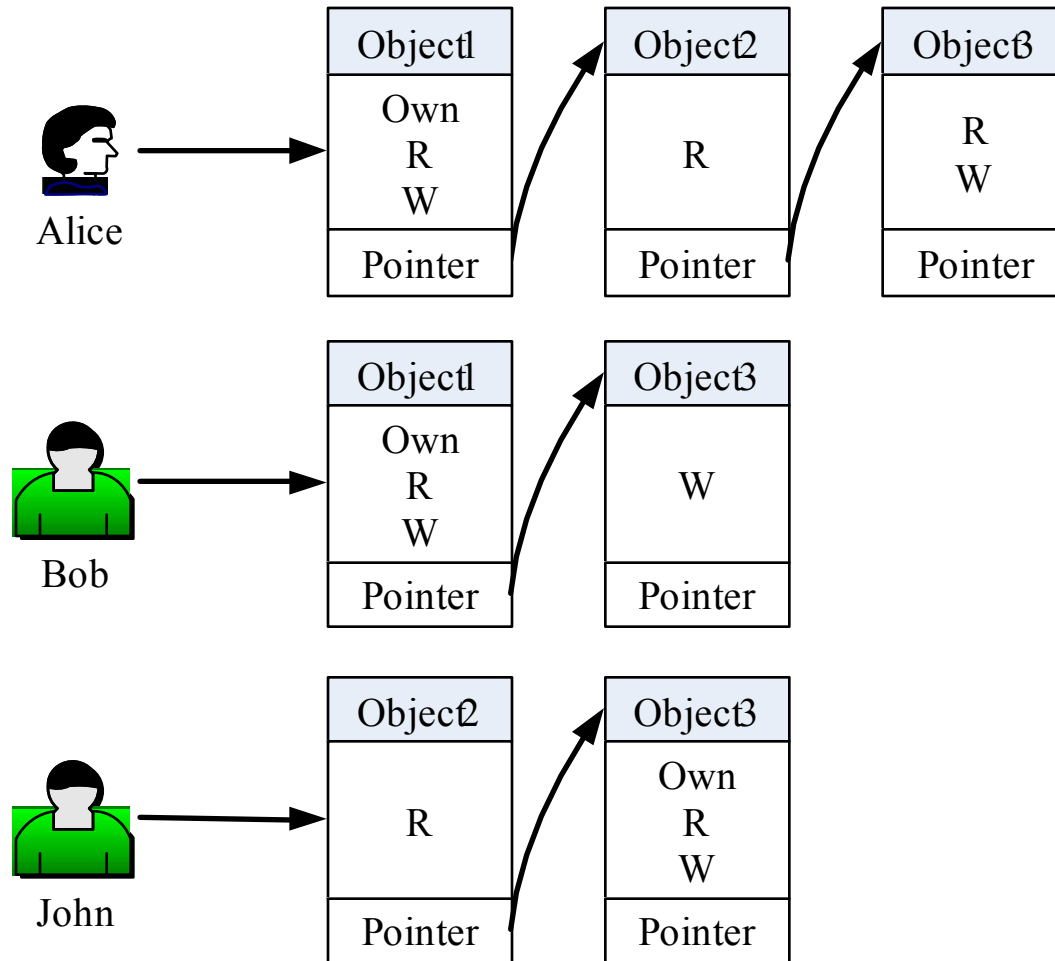 Object1
Object2
Object3
Own
R
W
R
R
W
Alice
Pointer
Pointer
Pointer
Object1
Object3
Own
R
W
W
Bob
Pointer
Pointer
Object2
Object3
R
Own
R
W
John
Pointer
Pointer